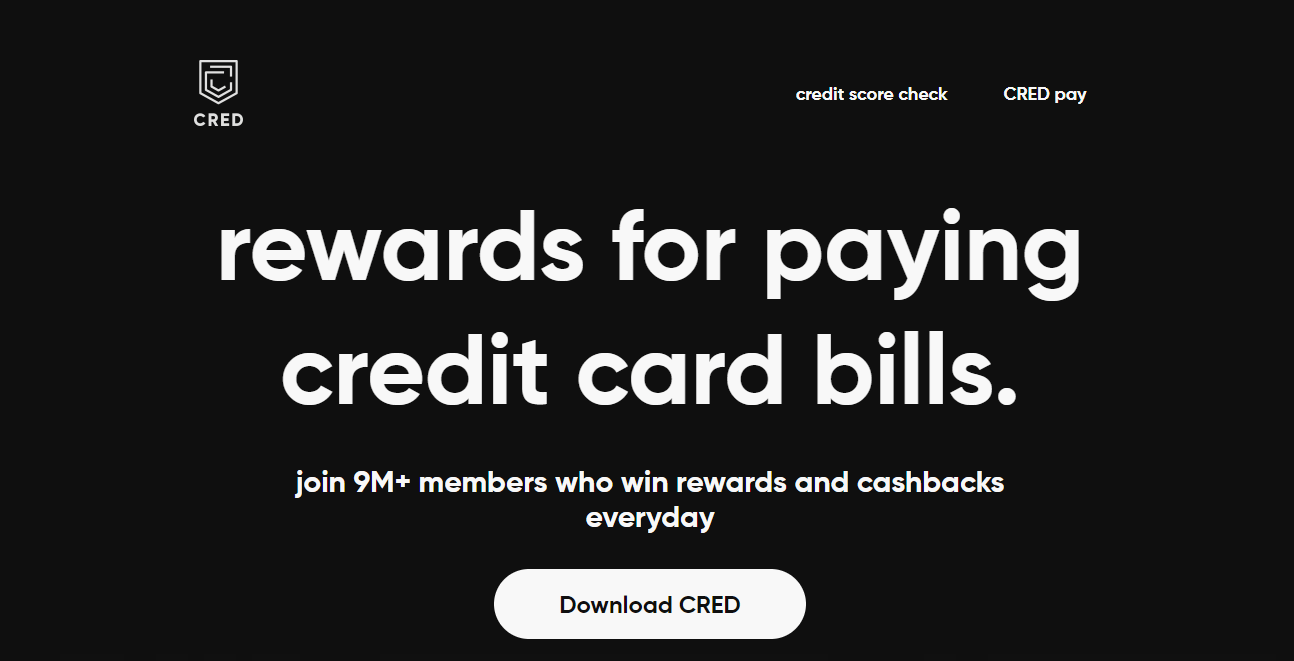 CRED
credit score check
CRED pay
rewards for paying
credit card bills.
join 9M+ members who win rewards and cashbacks
everyday
Download CRED